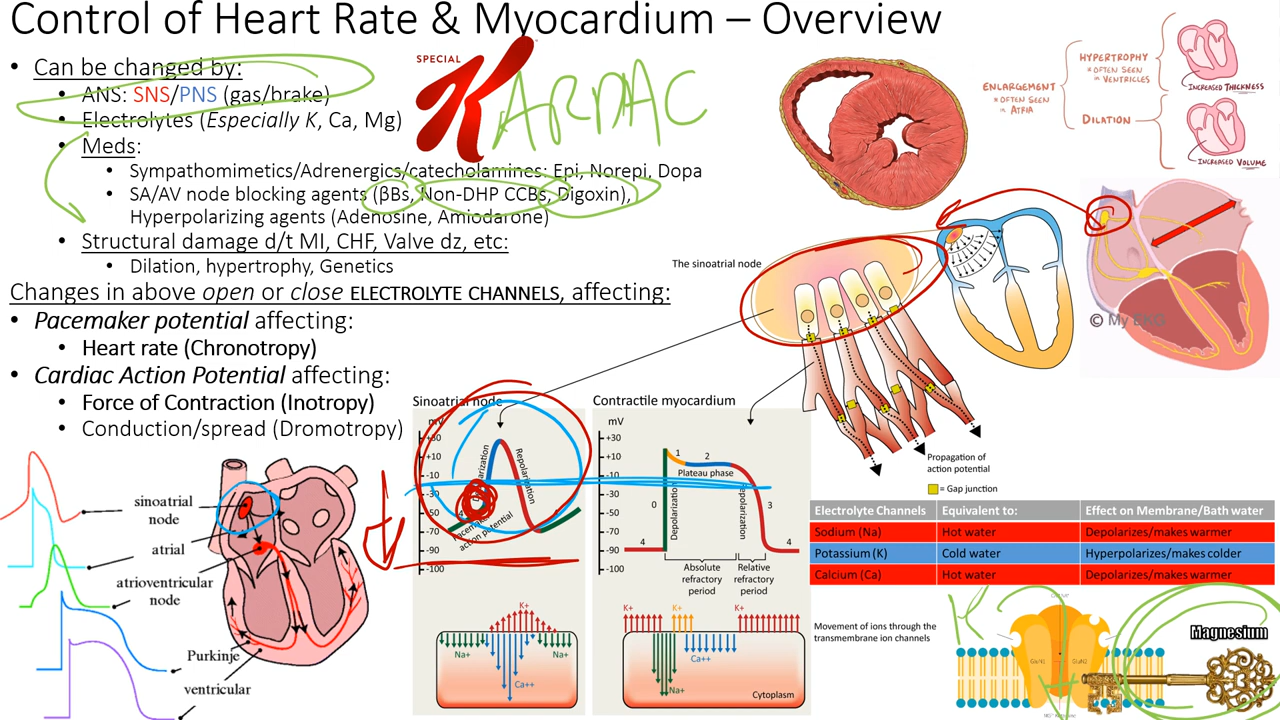 Control of Heart Rate & Myocardium – Overview
• Can be changed by:
• ANS: SNS/PNS (gas/brake)
• Electrolytes (Especially K, Ca, Mg)
• Meds:
• Sympathomimetics/Adrenergics/catecholamines: Epi, Norepi, Dopa
• SA/AV node blocking agents (βBs, Non-DHP CCBs, Digoxin),
Hyperpolarizing agents (Adenosine, Amiodarone)
• Structural damage d/t MI, CHF, Valve dz, etc:
• Dilation, hypertrophy, Genetics
Changes in above open or close ELECTROLYTE CHANNELS, affecting:
• Pacemaker potential affecting:
• Heart rate (Chronotropy)
• Cardiac Action Potential affecting:
• Force of Contraction (Inotropy)
• Conduction/spread (Dromotropy)
SPECIAL
KARDAC
ENLARGEMENT
* OFTEN SEEN
in ATRIA
HYPERTROPHY
* OFTEN SEEN in
VENTRICLES
INCREASED THICKNESS
DILATION
INCREASED VOLUME
The sinoatrial node
© My EKG
Propagation of
action potential
= Gap junction
sinoatrial
node
atrial
atrioventricular
node
Purkinje
ventricular
Sinoatrial node
mV
+30
+10
-10
-30
-50
-70
-90
-100
Repolarization
Pacemaker
action potential
K+
Na+
Ca++
Na+
Contractile myocardium
mV
+30
+10
-10
-30
-50
-70
-90
-100
1
2
Plateau phase
0
Depolarization
Repolarization
3
4
4
Absolute
refractory
period
Relative
refractory
period
K+
K+
K+
Na+
Ca++
Cytoplasm
Movement of ions through the
transmembrane ion channels
Electrolyte Channels Equivalent to: Effect on Membrane/Bath water
Sodium (Na) Hot water Depolarizes/makes warmer
Potassium (K) Cold water Hyperpolarizes/makes colder
Calcium (Ca) Hot water Depolarizes/makes warmer
K
GluN1
GluN2
Magnesium